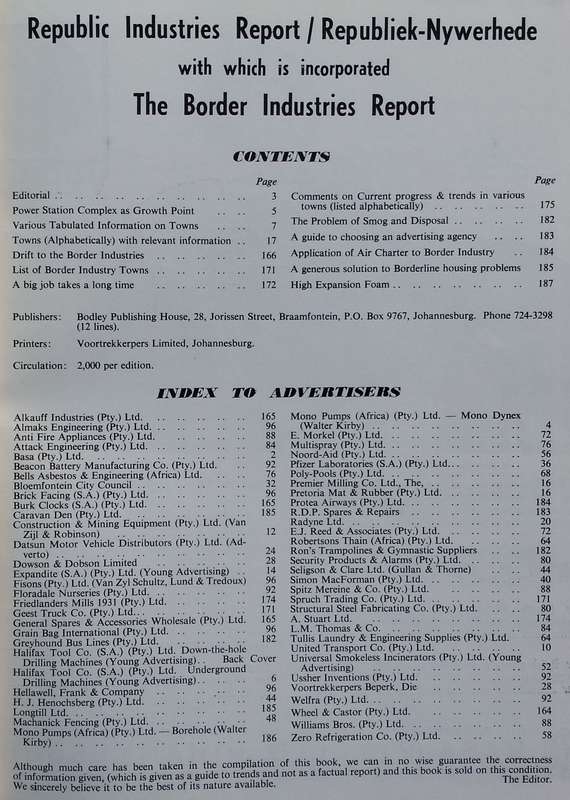 Republic Industries Report / Republiek-Nywerhede
with which is incorporated
The Border Industries Report
CONTENTS
Page
Editorial .. .. .. .. .. .. .. .. .. 3
Power Station Complex as Growth Point .. .. 5
Various Tabulated Information on Towns .. .. 7
Towns (Alphabetically) with relevant information .. 17
Drift to the Border Industries .. .. .. .. .. 166
List of Border Industry Towns .. .. .. .. .. 171
A big job takes a long time .. .. .. .. .. 172
Page
Comments on Current progress & trends in various
towns (listed alphabetically) .. .. .. .. .. 175
The Problem of Smog and Disposal .. .. .. .. 182
A guide to choosing an advertising agency .. .. 183
Application of Air Charter to Border Industry .. 184
A generous solution to Borderline housing problems 185
High Expansion Foam .. .. .. .. .. .. .. 187
Publishers: Bodley Publishing House, 28, Jorissen Street, Braamfontein, P.O. Box 9767, Johannesburg. Phone 724-3298
(12 lines).
Printers: Voortrekkerpers Limited, Johannesburg.
Circulation: 2,000 per edition.
INDEX TO ADVERTISERS
Alkauff Industries (Pty.) Ltd. .. .. .. .. .. 165
Almaks Engineering (Pty.) Ltd. .. .. .. .. .. 96
Anti Fire Appliances (Pty.) Ltd. .. .. .. .. 88
Attack Engineering (Pty.) Ltd. .. .. .. .. .. 84
Basa (Pty.) Ltd. .. .. .. .. .. .. .. 2
Beacon Battery Manufacturing Co. (Pty.) Ltd. .. .. 92
Bells Asbestos & Engineering (Africa) Ltd. .. .. 76
Bloemfontein City Council .. .. .. .. .. 32
Brick Facing (S.A.) (Pty.) Ltd. .. .. .. .. 96
Burk Clocks (S.A.) (Pty.) Ltd. .. .. .. .. .. 165
Caravan Den (Pty.) Ltd. .. .. .. .. .. .. 185
Construction & Mining Equipment (Pty.) Ltd. (Van
Zijl & Robinson) .. .. .. .. .. .. 12
Datsun Motor Vehicle Distributors (Pty.) Ltd. (Ad-
verto) .. .. .. .. .. .. .. .. 24
Dowson & Dobson Limited .. .. .. .. .. 28
Expandite (S.A.) (Pty.) Ltd. (Young Advertising) .. 14
Fisons (Pty.) Ltd. (Van Zyl Schultz, Lund & Tredoux) 96
Floradale Nurseries (Pty.) Ltd. .. .. .. .. .. 92
Friedlanders Mills 1931 (Pty.) Ltd. .. .. .. .. 174
Geest Truck Co. (Pty.) Ltd. .. .. .. .. .. 171
General Spares & Accessories Wholesale (Pty.) Ltd. 165
Grain Bag International (Pty.) Ltd. .. .. .. .. 96
Greyhound Bus Lines (Pty.) Ltd. .. .. .. .. 182
Halifax Tool Co. (S.A.) (Pty.) Ltd. Down-the-hole
Drilling Machines (Young Advertising) .. Back Cover
Halifax Tool Co. (S.A.) (Pty.) Ltd. Underground
Drilling Machines (Young Advertising) .. .. .. 6
Hellawell, Frank & Company .. .. .. .. .. 96
H. J. Henochsberg (Pty.) Ltd. .. .. .. .. .. 44
Longtill Ltd. .. .. .. .. .. .. .. .. 185
Machanick Fencing (Pty.) Ltd. .. .. .. .. .. 48
Mono Pumps (Africa) (Pty.) Ltd. — Borehole (Walter
Kirby) .. .. .. .. .. .. .. .. 186
Mono Pumps (Africa) (Pty.) Ltd. — Mono Dynex
(Walter Kirby) .. .. .. .. .. .. .. 4
E. Morkel (Pty.) Ltd. .. .. .. .. .. .. 72
Multispray (Pty.) Ltd. .. .. .. .. .. .. 76
Noord-Aid (Pty.) Ltd. .. .. .. .. .. .. 56
Pfizer Laboratories (S.A.) (Pty.) Ltd. .. .. .. 36
Poly-Pools (Pty.) Ltd. .. .. .. .. .. .. 68
Premier Milling Co. Ltd., The, .. .. .. .. 16
Pretoria Mat & Rubber (Pty.) Ltd. .. .. .. .. 16
Protea Airways (Pty.) Ltd. .. .. .. .. .. 184
R.D.P. Spares & Repairs .. .. .. .. .. 183
Radyne Ltd. .. .. .. .. .. .. .. .. 20
E.J. Reed & Associates (Pty.) Ltd. .. .. .. .. 72
Robertsons Thain (Africa) (Pty.) Ltd. .. .. .. 64
Ron's Trampolines & Gymnastic Suppliers .. .. 182
Security Products & Alarms (Pty.) Ltd. .. .. .. 80
Seligson & Clare Ltd. (Gullan & Thorne) .. .. 44
Simon MacForman (Pty.) Ltd. .. .. .. .. .. 40
Spitz Mereine & Co. (Pty.) Ltd. .. .. .. .. 88
Spruch Trading Co. (Pty.) Ltd. .. .. .. .. .. 171
Structural Steel Fabricating Co. (Pty.) Ltd. .. .. 80
A. Stuart Ltd. .. .. .. .. .. .. .. .. 174
L.M. Thomas & Co. .. .. .. .. .. .. 84
Tullis Laundry & Engineering Supplies (Pty.) Ltd. .. 64
United Transport Co. (Pty.) Ltd. .. .. .. .. 10
Universal Smokeless Incinerators (Pty.) Ltd. (Young
Advertising) .. .. .. .. .. .. .. 52
Ussher Inventions (Pty.) Ltd. .. .. .. .. .. 92
Voortrekkerpers Beperk, Die .. .. .. .. .. 28
Welfra (Pty.) Ltd. .. .. .. .. .. .. .. 92
Wheel & Castor (Pty.) Ltd. .. .. .. .. .. 164
Williams Bros. (Pty.) Ltd. .. .. .. .. .. 88
Zero Refrigeration Co. (Pty.) Ltd. .. .. .. .. 58
Although much care has been taken in the compilation of this book, we can in no wise guarantee the correctness
of information given, (which is given as a guide to trends and not as a factual report) and this book is sold on this condition.
We sincerely believe it to be the best of its nature available. The Editor.